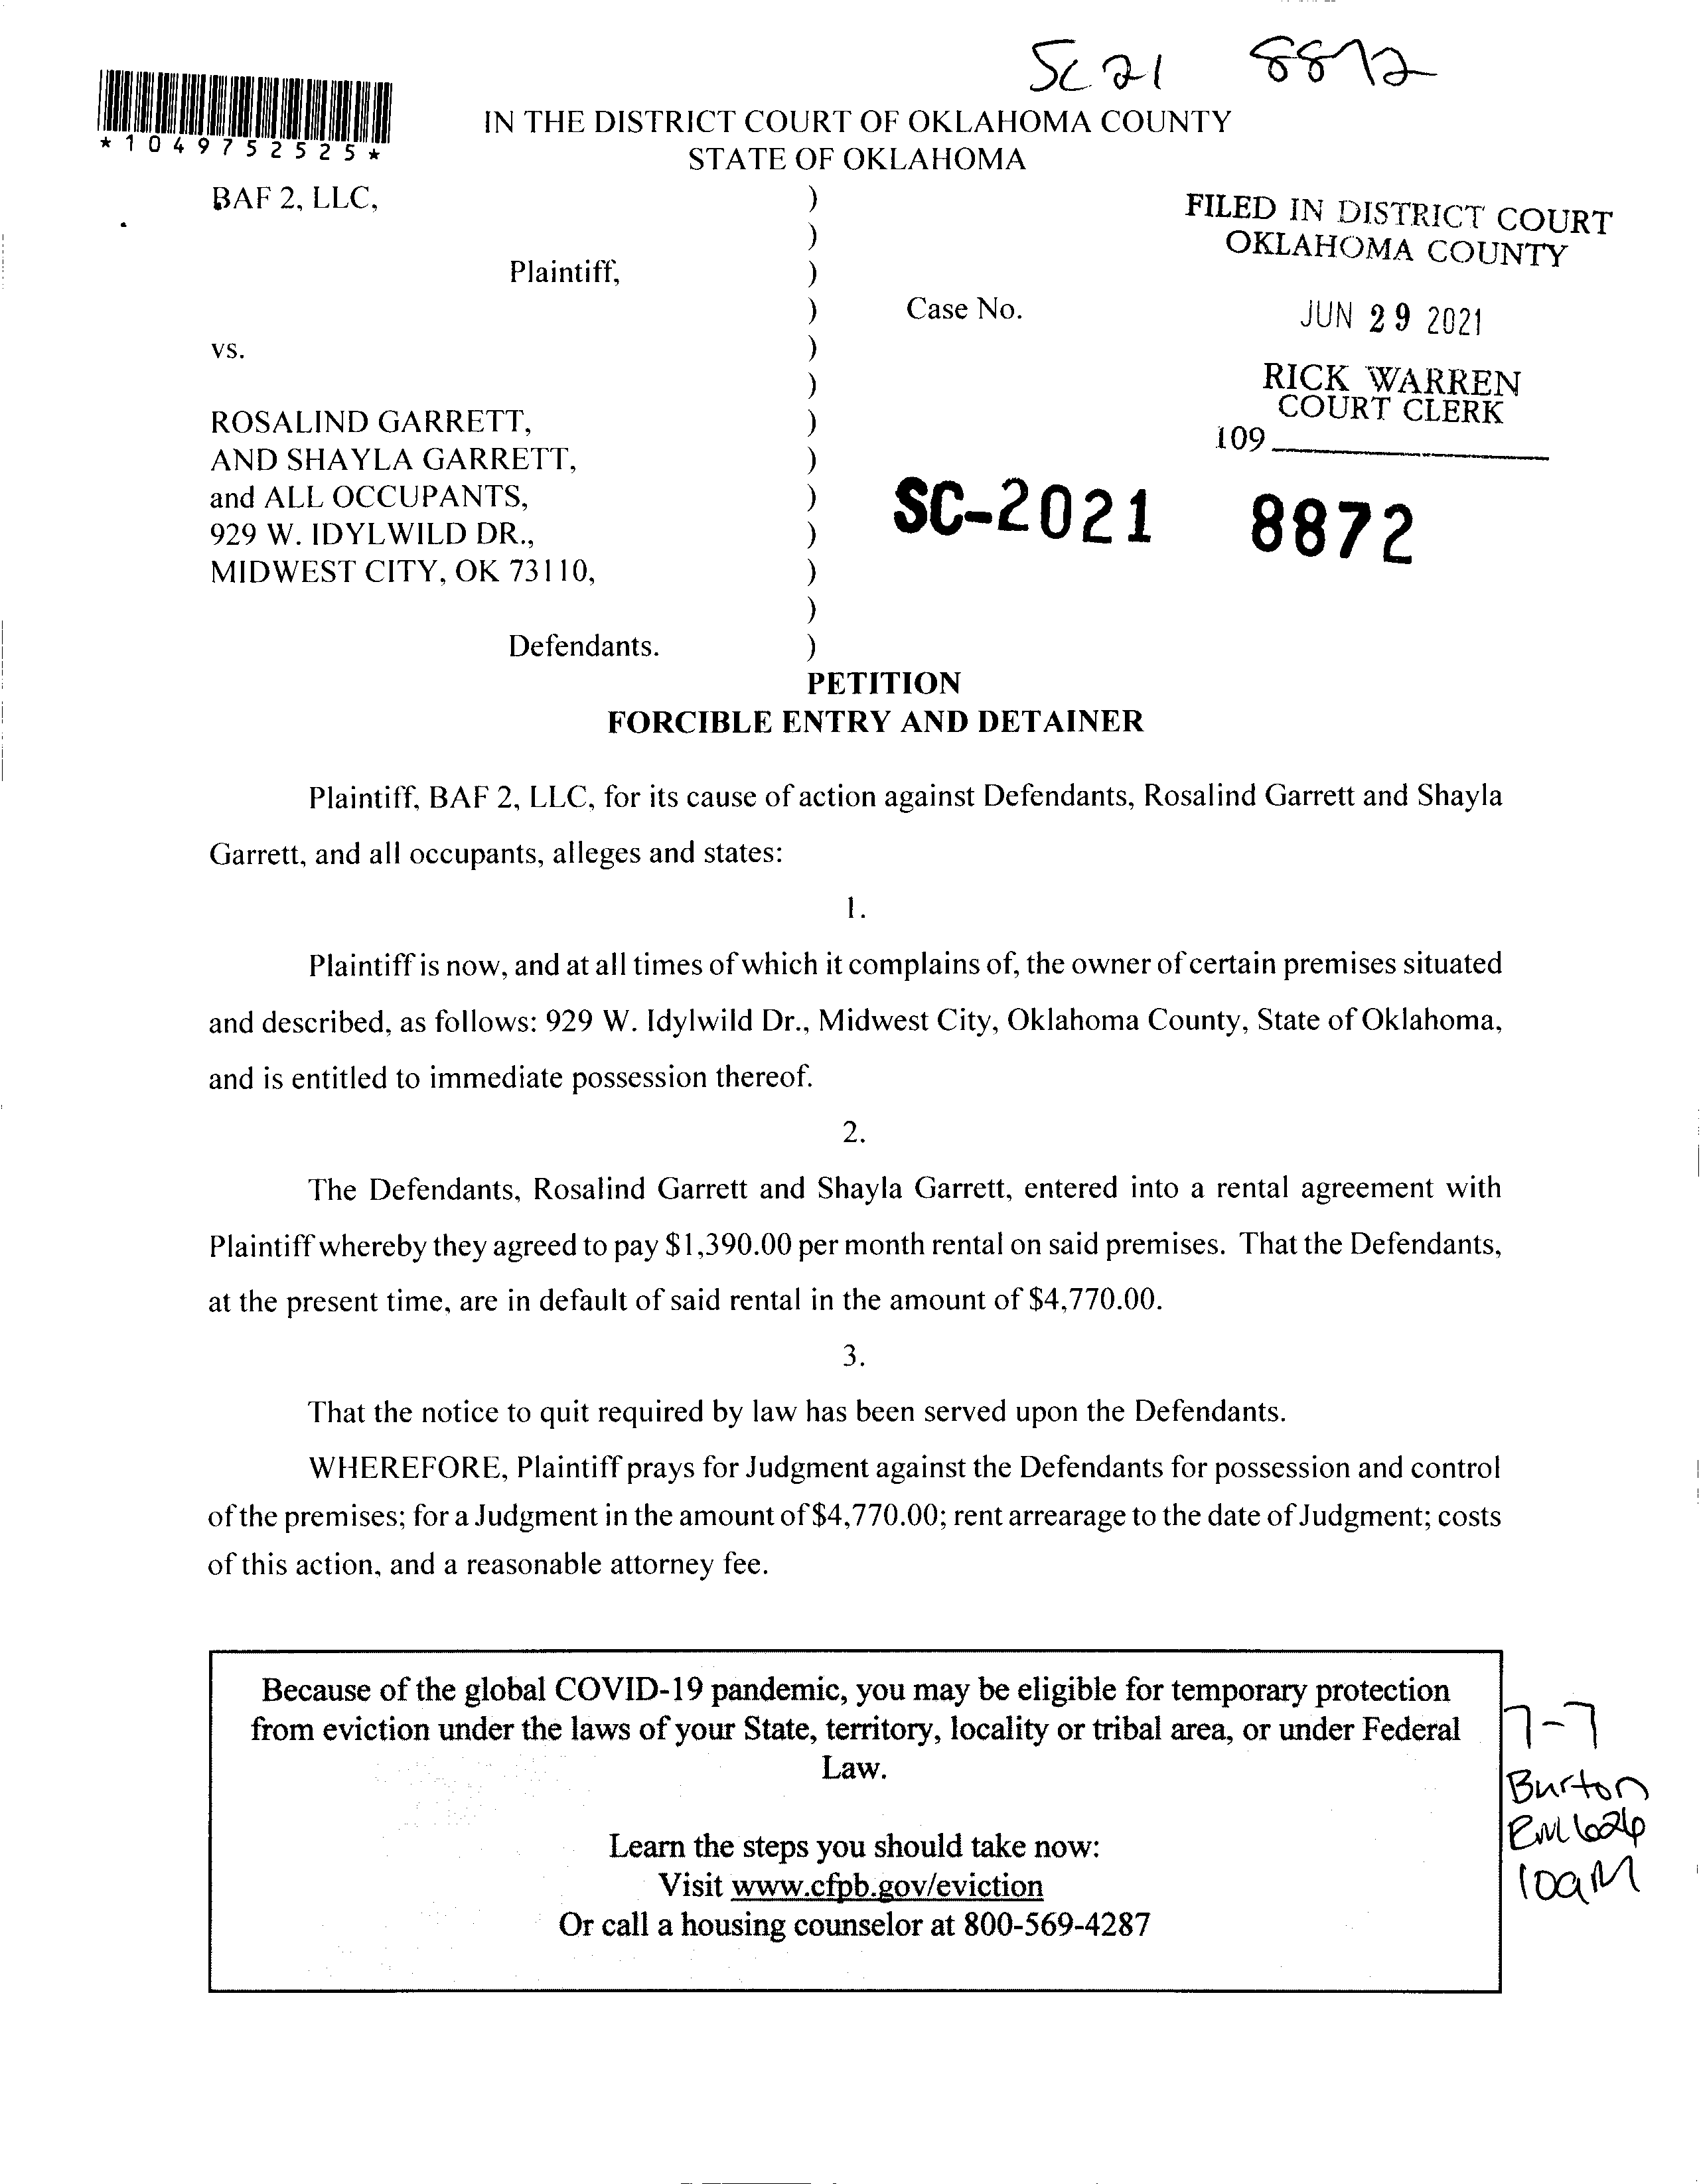 SC 21 8872
*1049752525*
IN THE DISTRICT COURT OF OKLAHOMA COUNTY
STATE OF OKLAHOMA
BAF 2, LLC,
Plaintiff,
vs.
ROSALIND GARRETT,
AND SHAYLA GARRETT,
and ALL OCCUPANTS,
929 W. IDYLWILD DR.,
MIDWEST CITY, OK 73110,
Defendants.
)
)
)
)
)
)
)
)
)
)
)
)
)
Case No.
FILED IN DISTRICT COURT
OKLAHOMA COUNTY
JUN 29 2021
RICK WARREN
COURT CLERK
109
SC-2021 8872
PETITION
FORCIBLE ENTRY AND DETAINER
Plaintiff, BAF 2, LLC, for its cause of action against Defendants, Rosalind Garrett and Shayla
Garrett, and all occupants, alleges and states:
1.
Plaintiff is now, and at all times of which it complains of, the owner of certain premises situated
and described, as follows: 929 W. Idylwild Dr., Midwest City, Oklahoma County, State of Oklahoma,
and is entitled to immediate possession thereof.
2.
The Defendants, Rosalind Garrett and Shayla Garrett, entered into a rental agreement with
Plaintiff whereby they agreed to pay $1,390.00 per month rental on said premises. That the Defendants,
at the present time, are in default of said rental in the amount of $4,770.00.
3.
That the notice to quit required by law has been served upon the Defendants.
WHEREFORE, Plaintiff prays for Judgment against the Defendants for possession and control
of the premises; for a Judgment in the amount of $4,770.00; rent arrearage to the date of Judgment; costs
of this action, and a reasonable attorney fee.
Because of the global COVID-19 pandemic, you may be eligible for temporary protection
from eviction under the laws of your State, territory, locality or tribal area, or under Federal
Law.
Learn the steps you should take now:
Visit www.cfpb.gov/eviction
Or call a housing counselor at 800-569-4287
7-7
Burton
RM 626
10aM